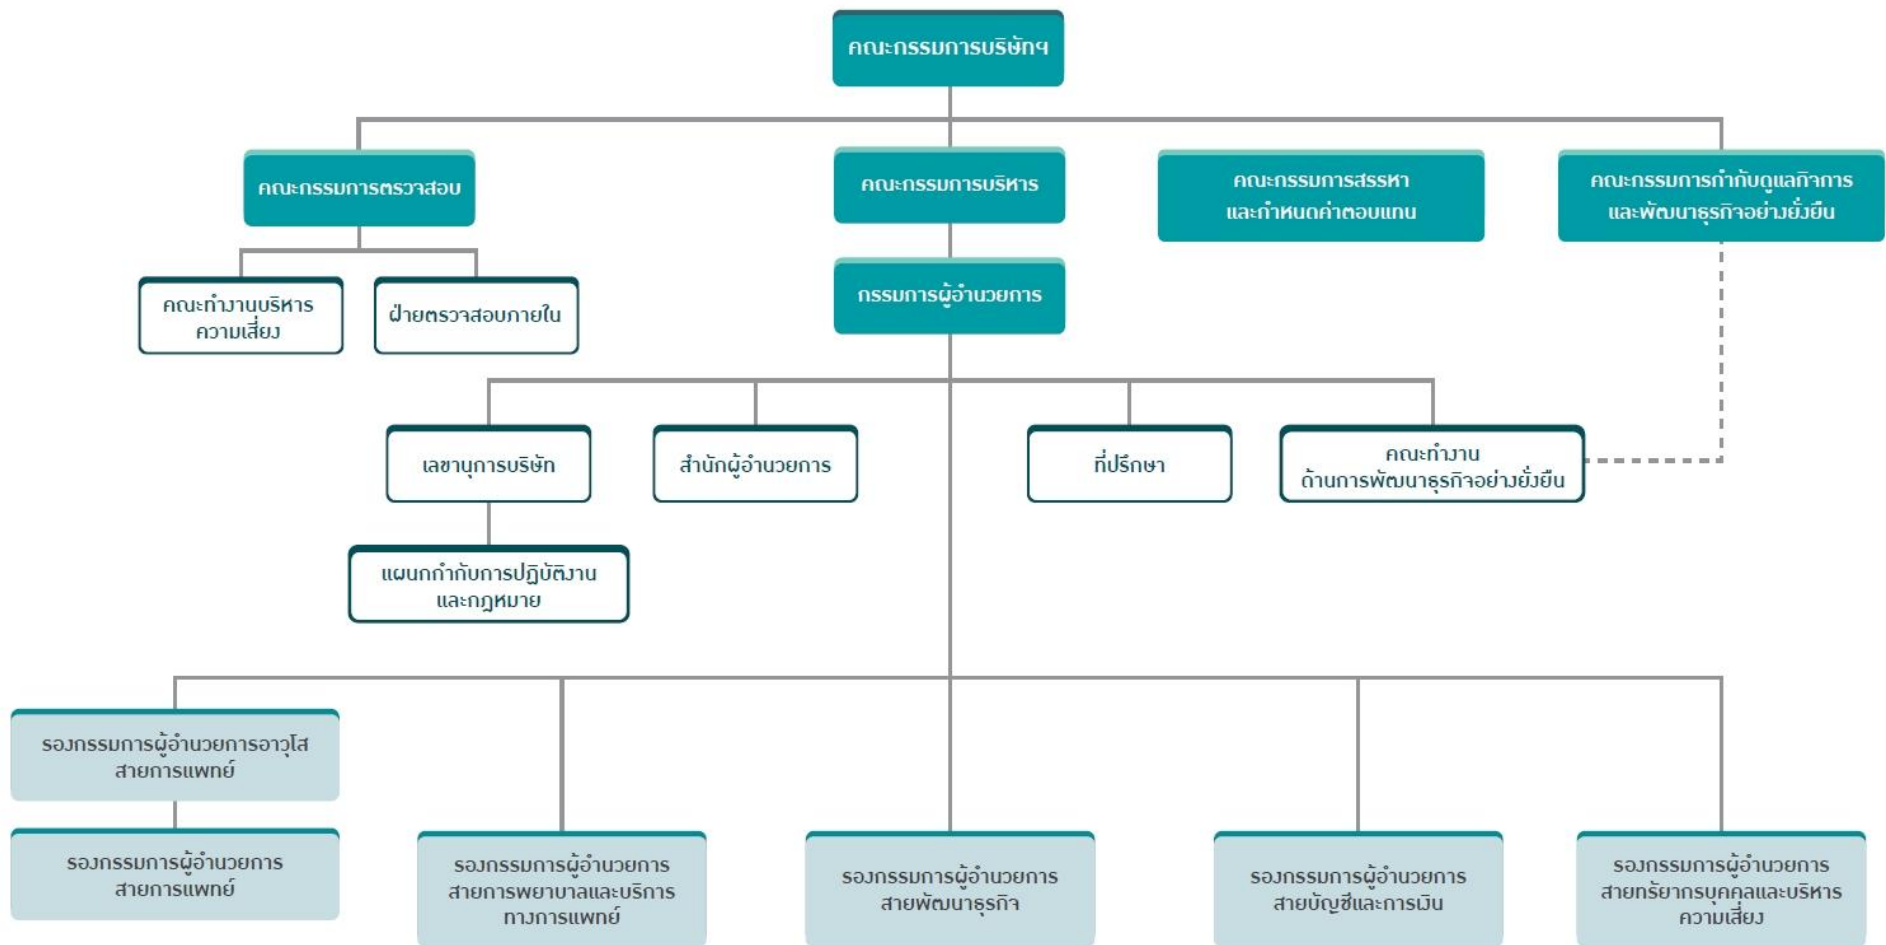 คณะกรรมการบริษัทฯ
คณะกรรมการตรวจสอบ
คณะกรรมการบริหาร
คณะกรรมการสรรหา
และกำหนดค่าตอบแทน
คณะกรรมการกำกับดูแลกิจการ
และพัฒนาธุรกิจอย่างยั่งยืน
คณะทำงานบริหาร
ความเสี่ยง
ฝ่ายตรวจสอบภายใน
กรรมการผู้อำนวยการ
เลขานุการบริษัท
สำนักผู้อำนวยการ
ที่ปรึกษา
คณะทำงาน
ด้านการพัฒนาธุรกิจอย่างยั่งยืน
แผนกกำกับการปฏิบัติงาน
และกฎหมาย
รองกรรมการผู้อำนวยการอาวุโส
สายการแพทย์
รองกรรมการผู้อำนวยการ
สายการแพทย์
รองกรรมการผู้อำนวยการ
สายการพยาบาลและบริการ
ทางการแพทย์
รองกรรมการผู้อำนวยการ
สายพัฒนาธุรกิจ
รองกรรมการผู้อำนวยการ
สายบัญชีและการเงิน
รองกรรมการผู้อำนวยการ
สายทรัยากรบุคคลและบริหาร
ความเสี่ยง